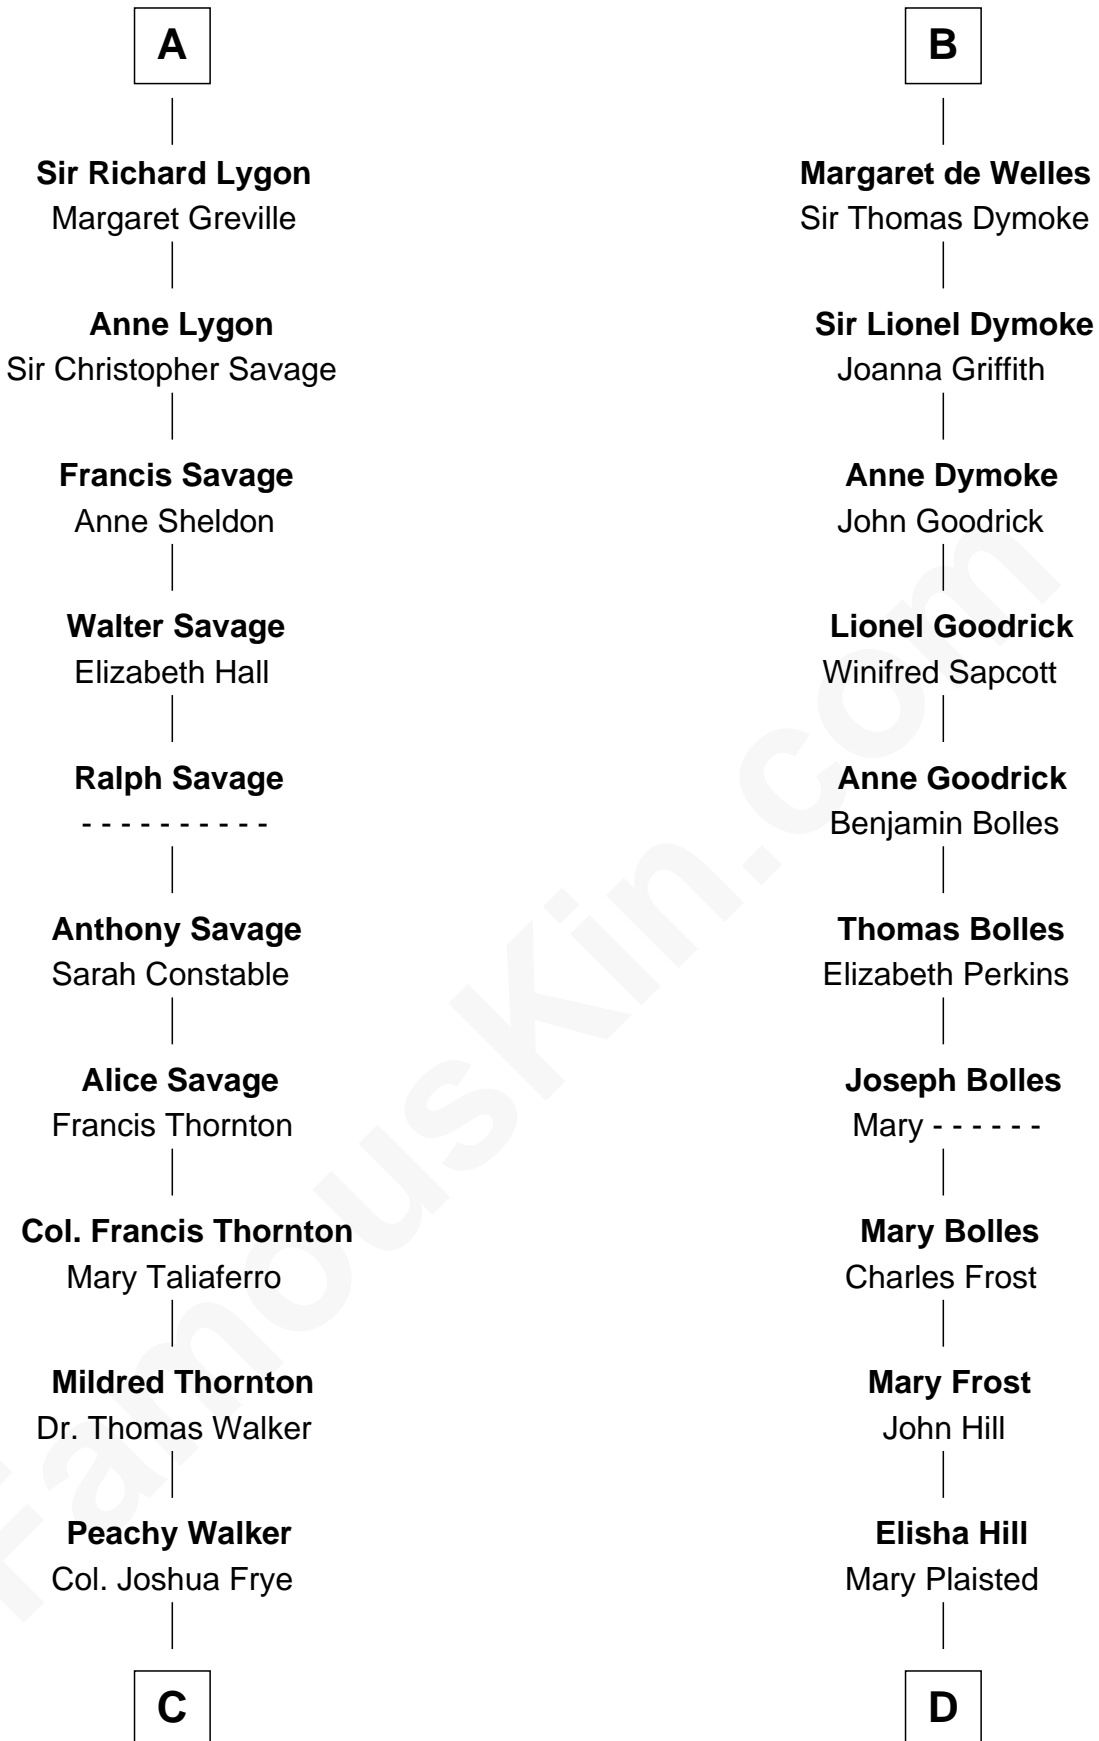 A
Sir Richard Lygon
Margaret Greville
Anne Lygon
Sir Christopher Savage
Francis Savage
Anne Sheldon
Walter Savage
Elizabeth Hall
Ralph Savage
- - - - - - - - - -
Anthony Savage
Sarah Constable
Alice Savage
Francis Thornton
Col. Francis Thornton
Mary Taliaferro
Mildred Thornton
Dr. Thomas Walker
Peachy Walker
Col. Joshua Frye
C
B
Margaret de Welles
Sir Thomas Dymoke
Sir Lionel Dymoke
Joanna Griffith
Anne Dymoke
John Goodrick
Lionel Goodrick
Winifred Sapcott
Anne Goodrick
Benjamin Bolles
Thomas Bolles
Elizabeth Perkins
Joseph Bolles
Mary - - - - - -
Mary Bolles
Charles Frost
Mary Frost
John Hill
Elisha Hill
Mary Plaisted
D
FamousKin.com